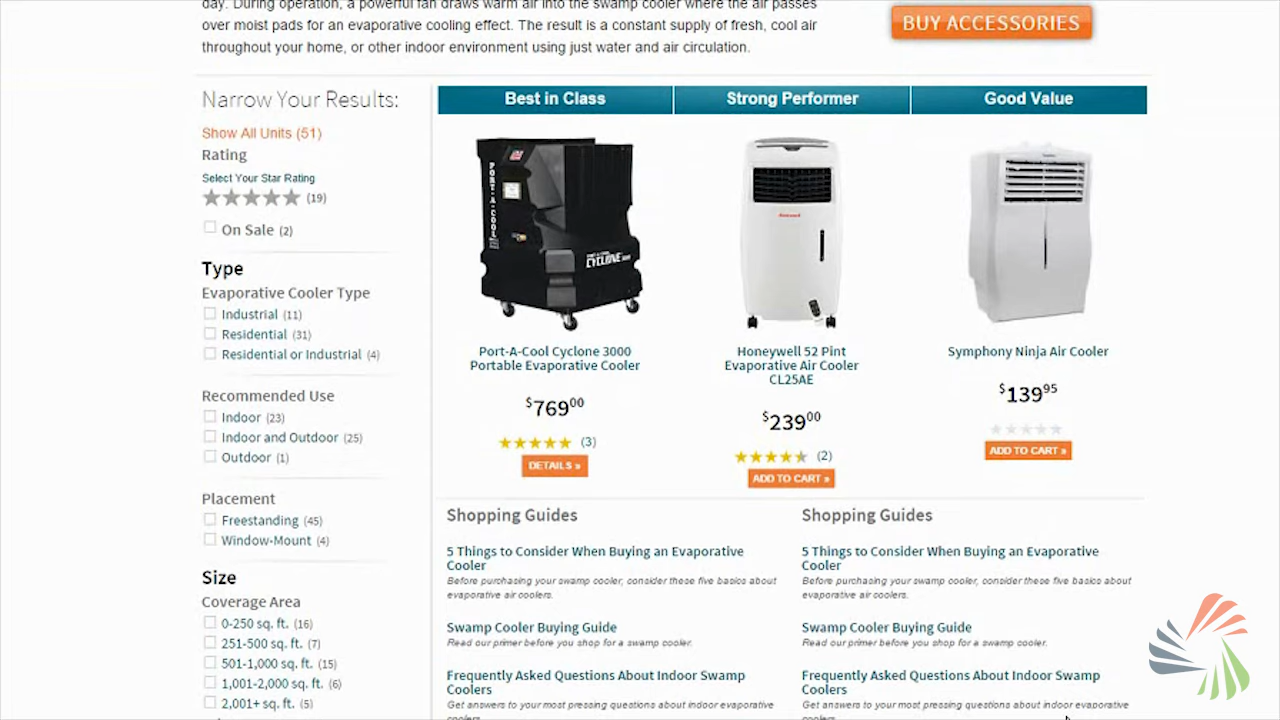 day. During operation, a powerful fan draws warm air into the swamp cooler where the air passes
over moist pads for an evaporative cooling effect. The result is a constant supply of fresh, cool air
throughout your home, or other indoor environment using just water and air circulation.
BUY ACCESSORIES
Narrow Your Results:
Show All Units (51)
Rating
Select Your Star Rating
(19)
On Sale (2)
Type
Evaporative Cooler Type
Industrial (11)
Residential (31)
Residential or Industrial (4)
Recommended Use
Indoor (23)
Indoor and Outdoor (25)
Outdoor (1)
Placement
Freestanding (45)
Window-Mount (4)
Size
Coverage Area
0-250 sq. ft. (16)
251-500 sq. ft. (7)
501-1,000 sq. ft. (15)
1,001-2,000 sq. ft. (6)
2,001+ sq. ft. (5)
Best in Class
Strong Performer
Good Value
PORT-A-COOL
CYCLONE
Honeywell
Port-A-Cool Cyclone 3000
Portable Evaporative Cooler
$76900
(3)
DETAILS »
Honeywell 52 Pint
Evaporative Air Cooler
CL25AE
$23900
(2)
ADD TO CART »
Symphony Ninja Air Cooler
$13995
ADD TO CART »
Shopping Guides
5 Things to Consider When Buying an Evaporative
Cooler
Before purchasing your swamp cooler, consider these five basics about
evaporative air coolers.
Swamp Cooler Buying Guide
Read our primer before you shop for a swamp cooler.
Frequently Asked Questions About Indoor Swamp
Coolers
Get answers to your most pressing questions about indoor evaporative
coolers.
Shopping Guides
5 Things to Consider When Buying an Evaporative
Cooler
Before purchasing your swamp cooler, consider these five basics about
evaporative air coolers.
Swamp Cooler Buying Guide
Read our primer before you shop for a swamp cooler.
Frequently Asked Questions About Indoor Swamp
Coolers
Get answers to your most pressing questions about indoor evaporative
coolers.